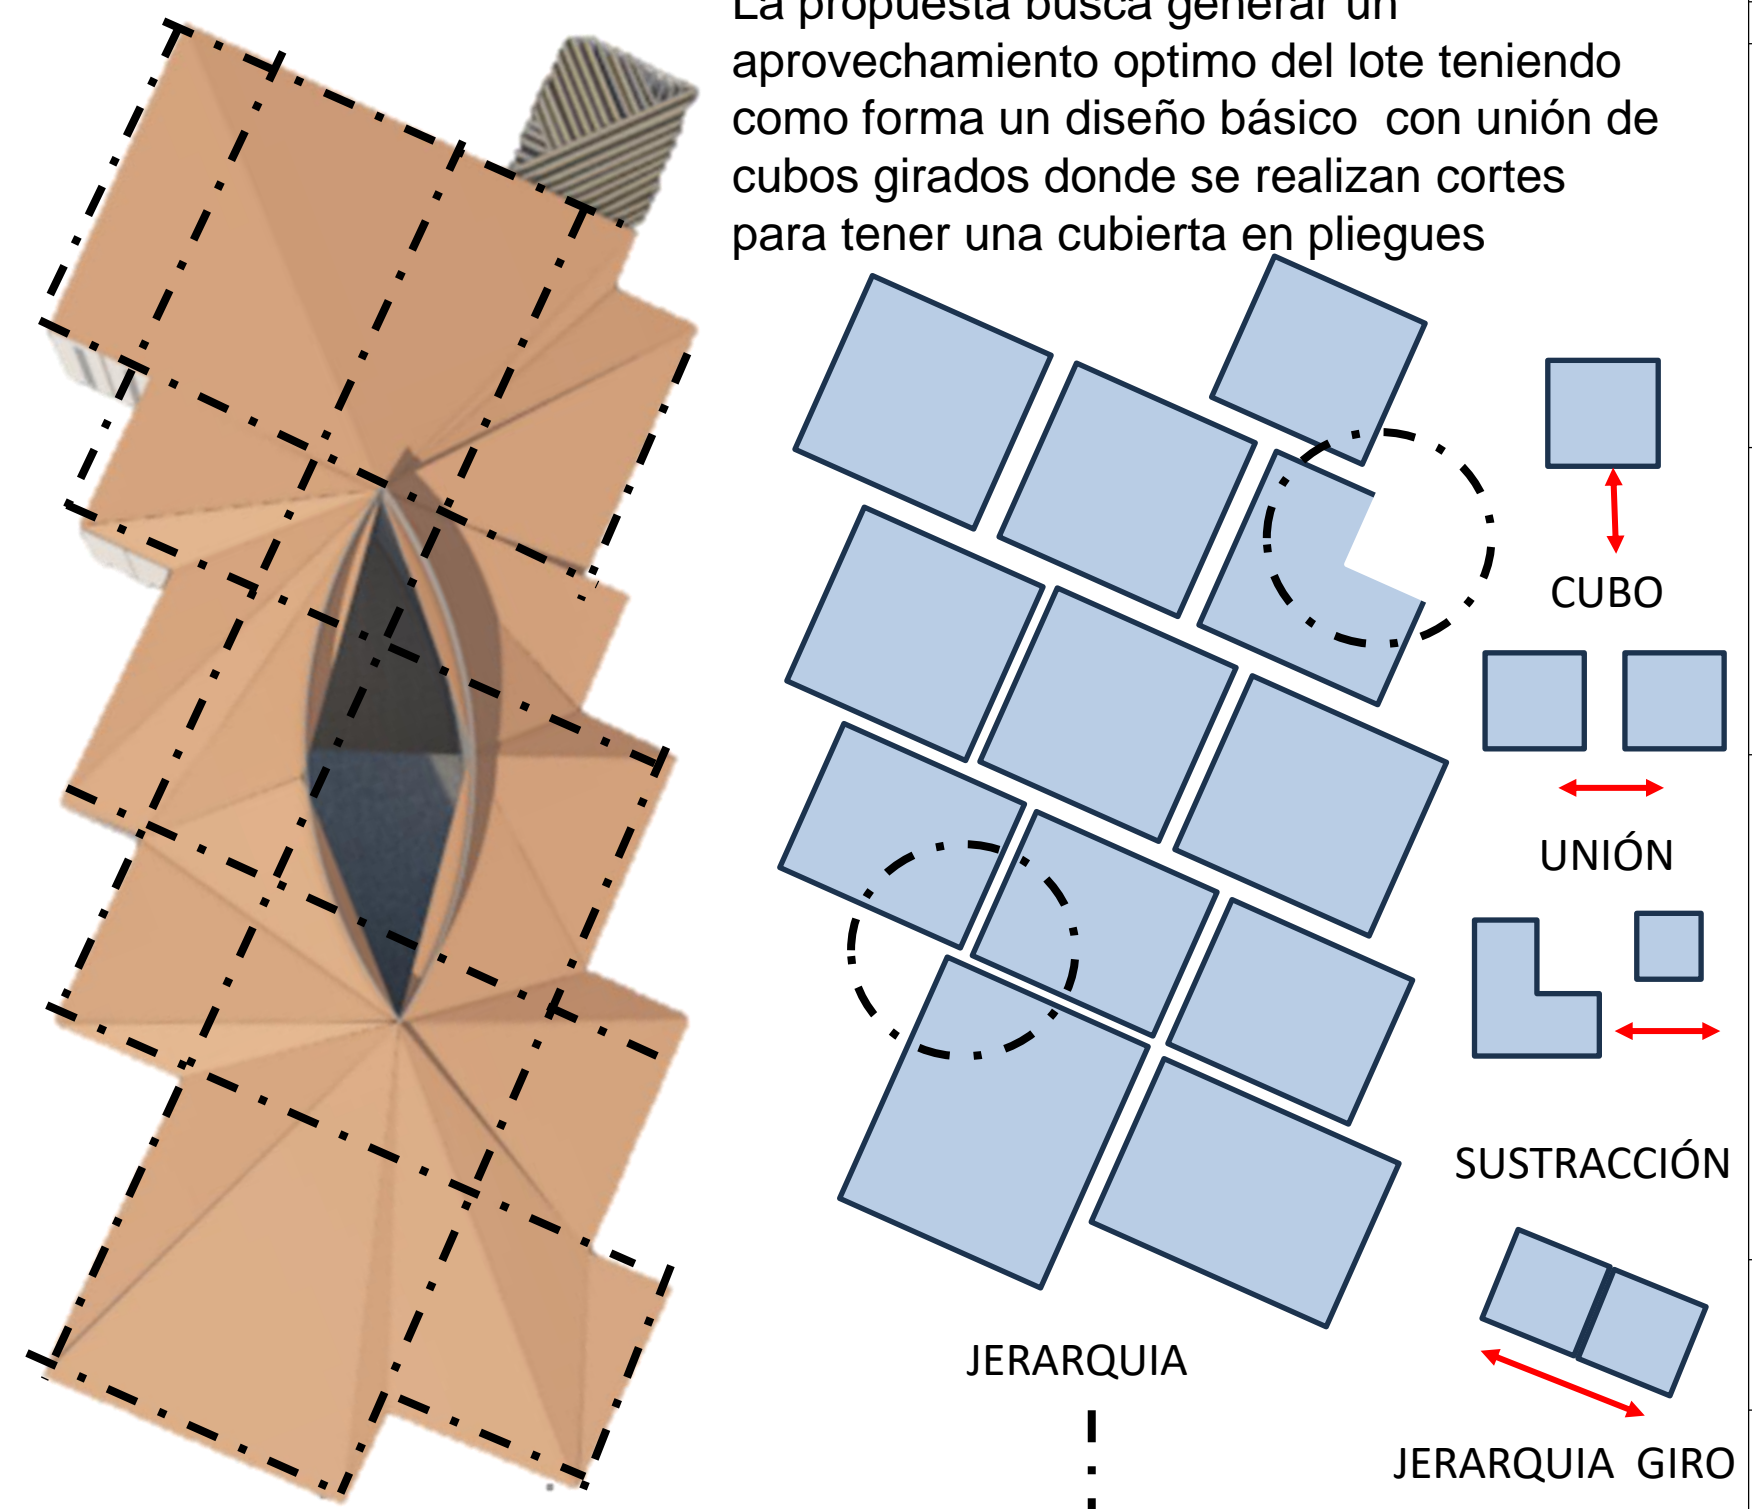 La propuesta busca generar un
aprovechamiento optimo del lote teniendo
como forma un diseño básico con unión de
cubos girados donde se realizan cortes
para tener una cubierta en pliegues
CUBO
UNIÓN
SUSTRACCIÓN
JERARQUIA
JERARQUIA GIRO